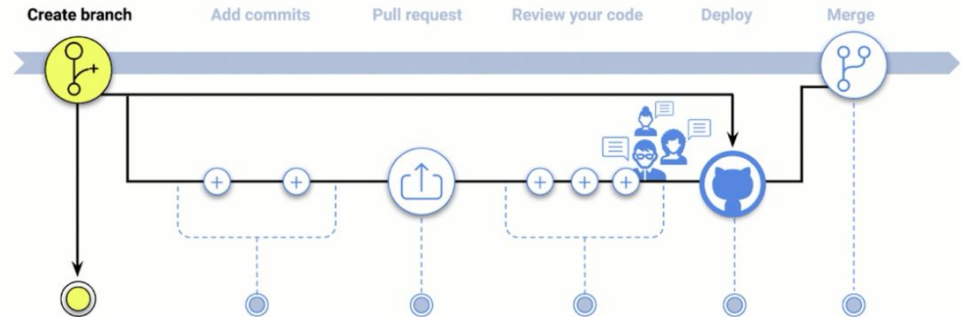 Create branch
Add commits
Pull request
Review your code
Deploy
Merge